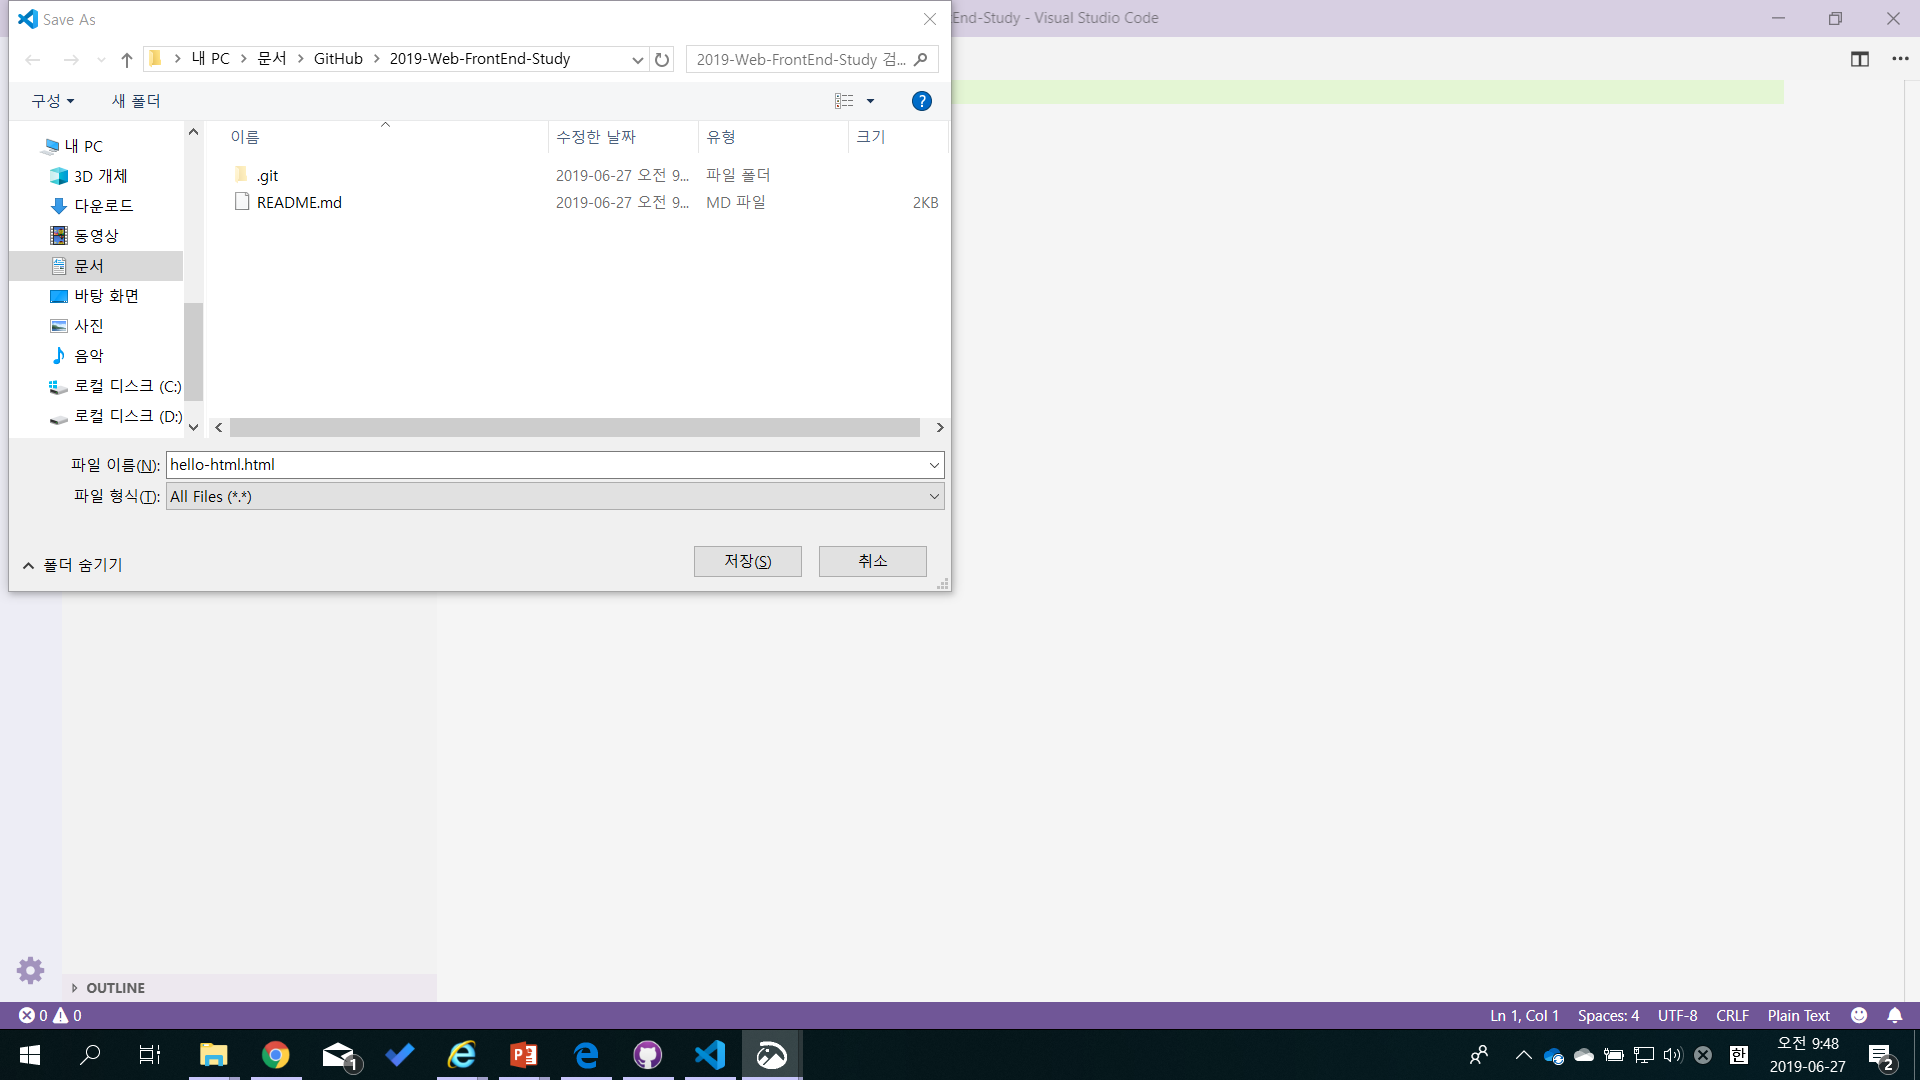 Save As
End-Study - Visual Studio Code
내 PC > 문서 > GitHub > 2019-Web-FrontEnd-Study
2019-Web-FrontEnd-Study 검...
구성
새 폴더
이름
수정한 날짜
유형
크기
내 PC
3D 개체
다운로드
동영상
문서
바탕 화면
사진
음악
로컬 디스크 (C:)
로컬 디스크 (D:)
.git
2019-06-27 오전 9...
파일 폴더
README.md
2019-06-27 오전 9...
MD 파일
2KB
파일 이름(N):
hello-html.html
파일 형식(T):
All Files (*.*)
폴더 숨기기
저장(S)
취소
OUTLINE
0
0
Ln 1, Col 1
Spaces: 4
UTF-8
CRLF
Plain Text
1
한
오전 9:48
2019-06-27
2